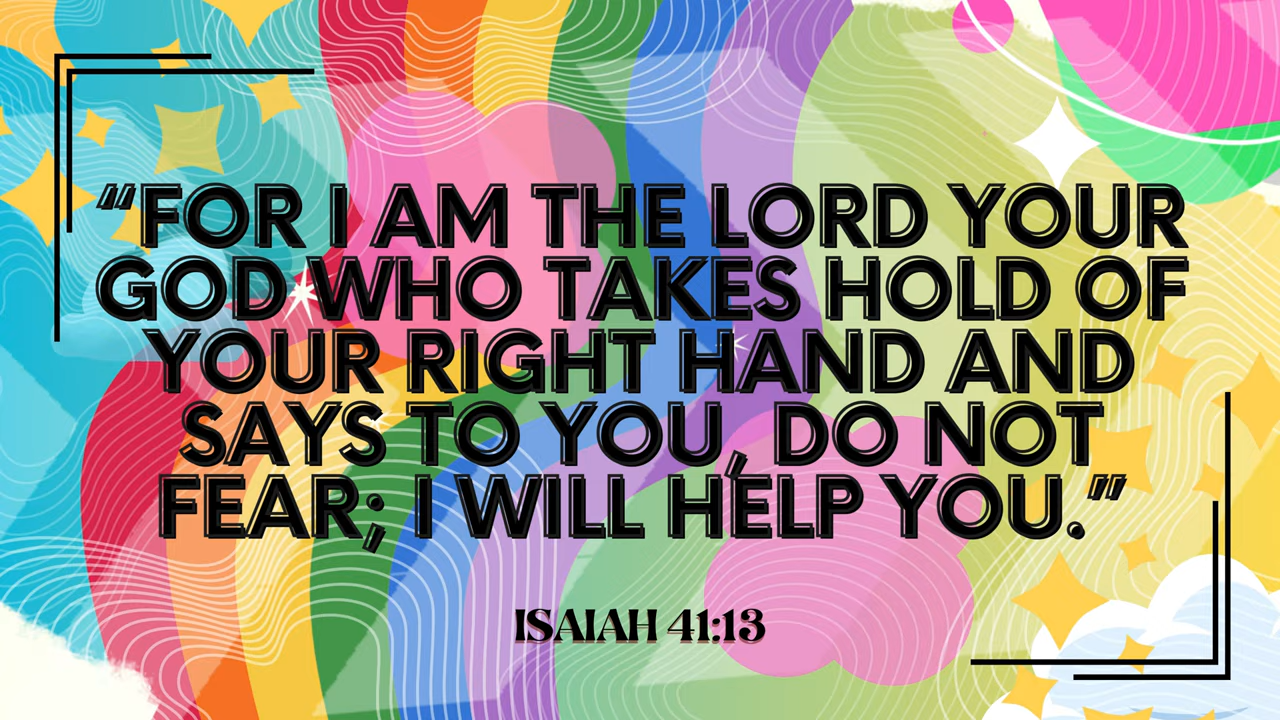 “FOR I AM THE LORD YOUR
GOD WHO TAKES HOLD OF
YOUR RIGHT HAND AND
SAYS TO YOU, DO NOT
FEAR; I WILL HELP YOU.”
ISAIAH 41:13